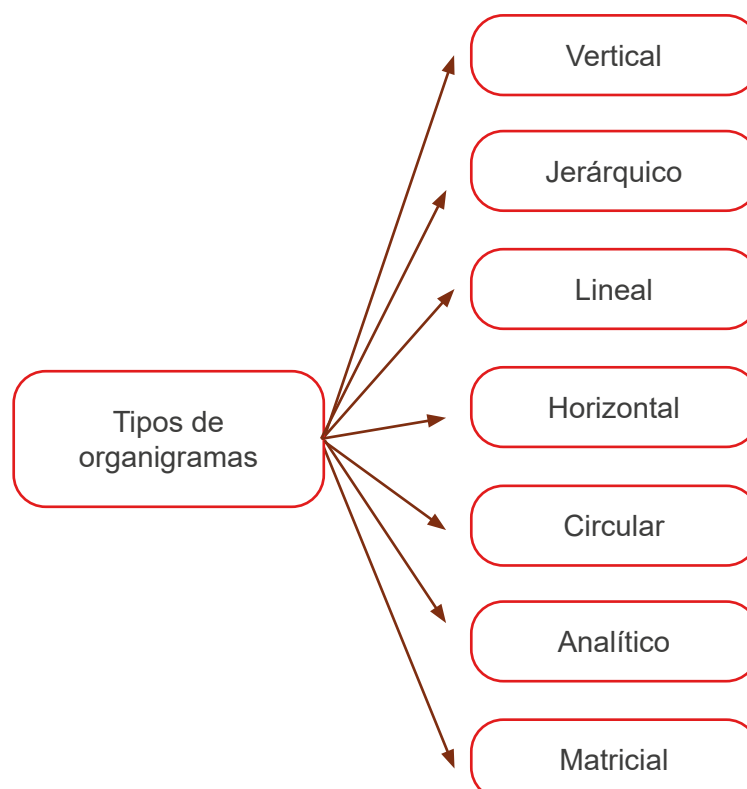 Vertical
Jerárquico
Lineal
Tipos de
organigramas
Horizontal
Circular
Analítico
Matricial